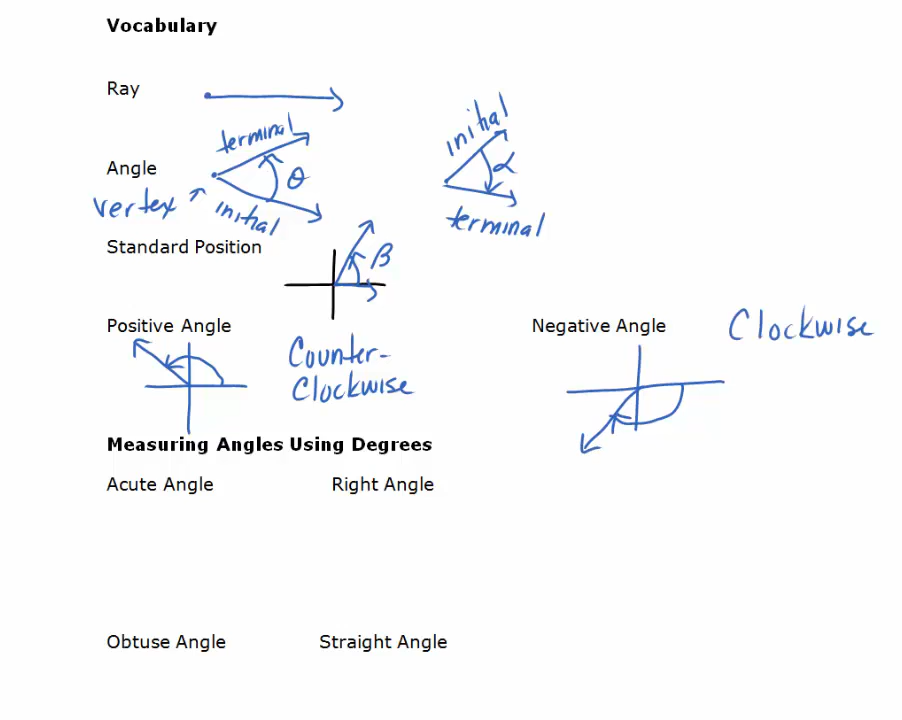 Vocabulary
Ray
terminal
initial
Angle
θ
α
vertex
initial
terminal
Standard Position
β
Positive Angle
Negative Angle
Clockwise
Counter-
Clockwise
Measuring Angles Using Degrees
Acute Angle
Right Angle
Obtuse Angle
Straight Angle